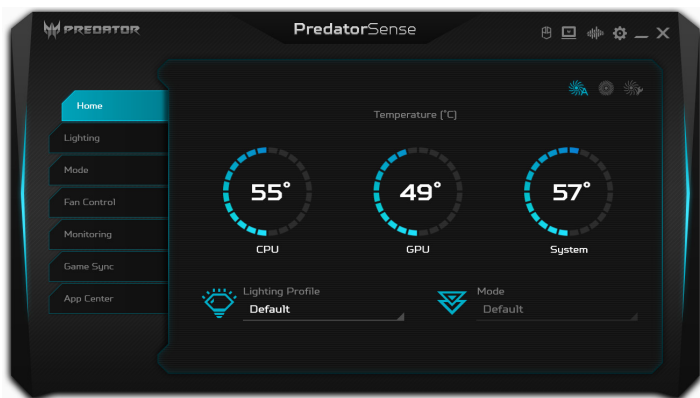 PREDATOR
PredatorSense
Home
Lighting
Mode
Fan Control
Monitoring
Game Sync
App Center
A
Temperature (°C)
55° 49° 57°
CPU GPU System
Lighting Profile
Default
Mode
Default